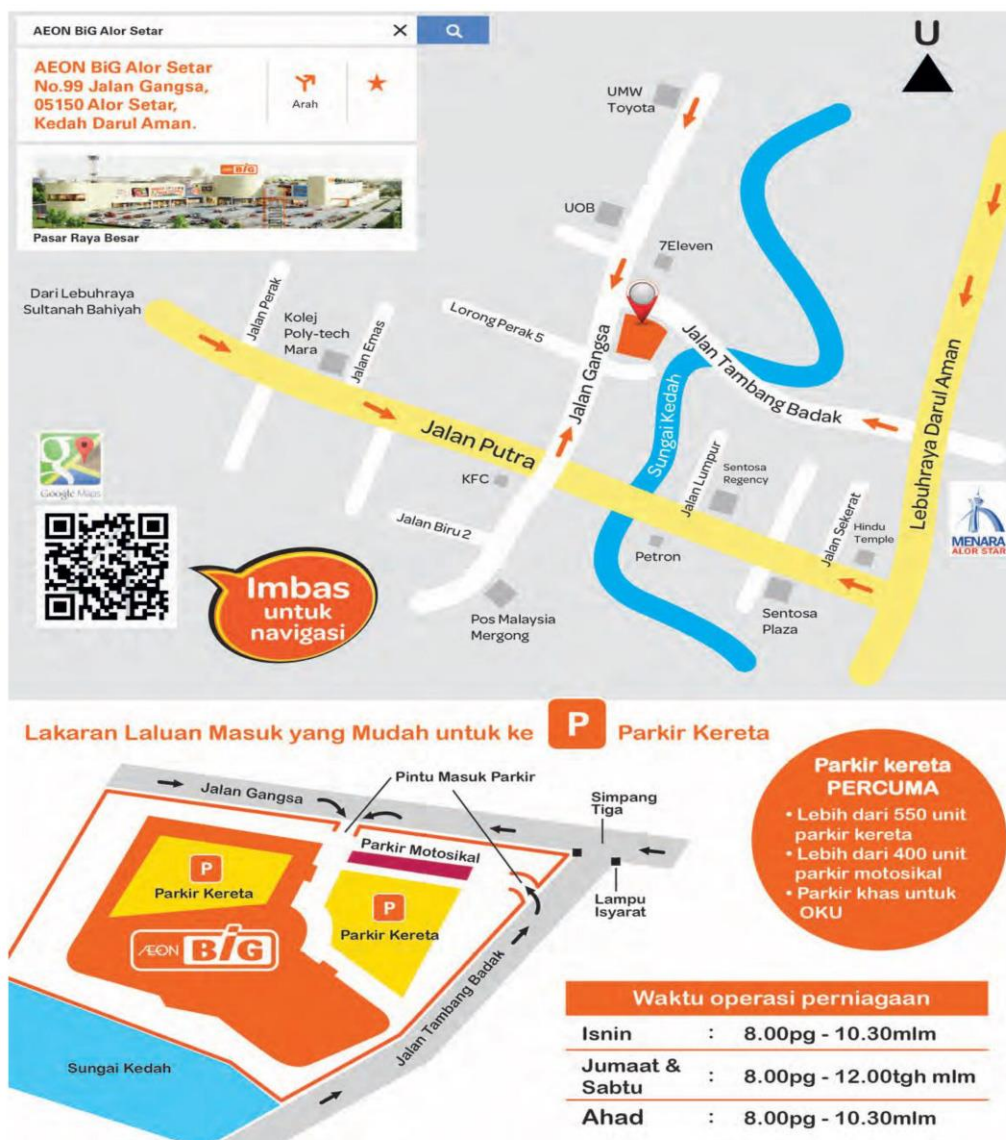 AEON BiG Alor Setar
AEON BiG Alor Setar
No.99 Jalan Gangsa,
05150 Alor Setar,
Kedah Darul Aman.
Arah
AEON BiG
Pasar Raya Besar
U
UMW
Toyota
UOB
7Eleven
Dari Lebuhraya
Sultanah Bahiyah
Jalan Perak
Kolej
Poly-tech
Mara
Jalan Emas
Lorong Perak 5
Jalan Gangsa
Jalan Tambang Badak
Sungai Kedah
Lebuhraya Darul Aman
Jalan Putra
KFC
Jalan Biru 2
Jalan Lumpur
Sentosa
Regency
Jalan Sekerat
Hindu
Temple
Petron
Sentosa
Plaza
Pos Malaysia
Mergong
MENARA
ALOR STAR
Google Maps
Imbas
untuk
navigasi
Lakaran Laluan Masuk yang Mudah untuk ke P Parkir Kereta
Jalan Gangsa
Pintu Masuk Parkir
Simpang
Tiga
Parkir Motosikal
P
Parkir Kereta
P
Parkir Kereta
Lampu
Isyarat
AEON BiG
Jalan Tambang Badak
Sungai Kedah
Parkir kereta
PERCUMA
• Lebih dari 550 unit
parkir kereta
• Lebih dari 400 unit
parkir motosikal
• Parkir khas untuk
OKU
Waktu operasi perniagaan
Isnin : 8.00pg - 10.30mlm
Jumaat &
Sabtu : 8.00pg - 12.00tgh mlm
Ahad : 8.00pg - 10.30mlm